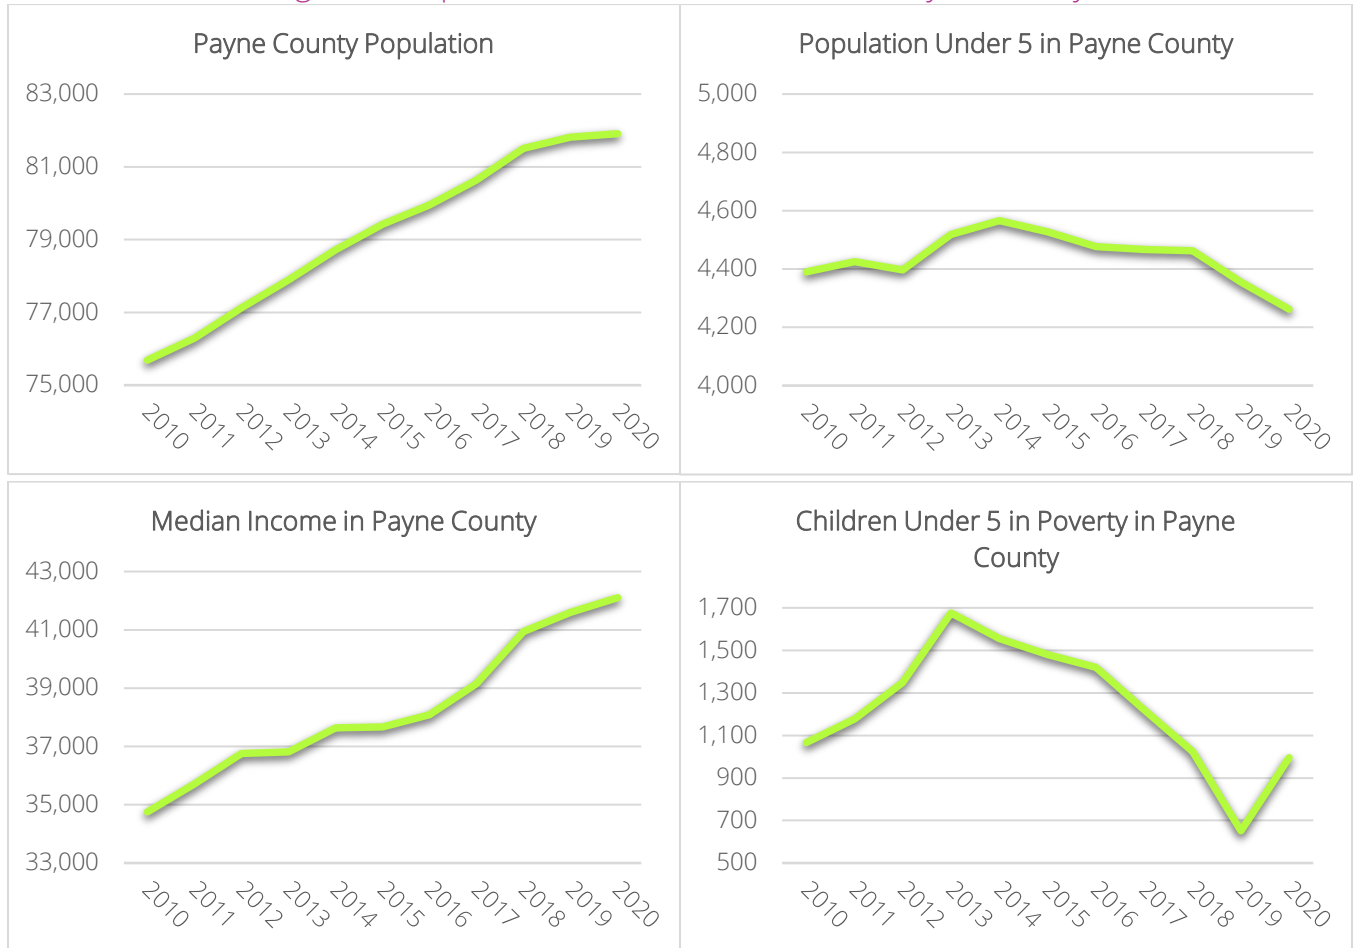 Payne County Population
83,000
81,000
79,000
77,000
75,000
2010 2011 2012 2013 2014 2015 2016 2017 2018 2019 2020
Population Under 5 in Payne County
5,000
4,800
4,600
4,400
4,200
4,000
2010 2011 2012 2013 2014 2015 2016 2017 2018 2019 2020
Median Income in Payne County
43,000
41,000
39,000
37,000
35,000
33,000
2010 2011 2012 2013 2014 2015 2016 2017 2018 2019 2020
Children Under 5 in Poverty in Payne
County
1,700
1,500
1,300
1,100
900
700
500
2010 2011 2012 2013 2014 2015 2016 2017 2018 2019 2020